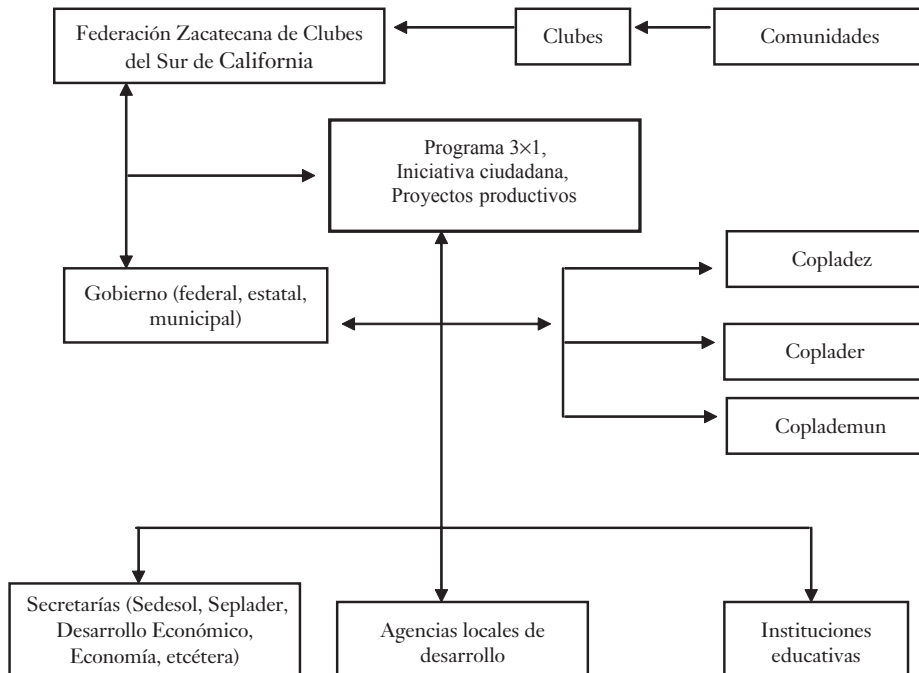 Federación Zacatecana de Clubes
del Sur de California
Clubes
Comunidades
Programa 3×1,
Iniciativa ciudadana,
Proyectos productivos
Gobierno (federal, estatal,
municipal)
Copladez
Coplader
Coplademun
Secretarías (Sedesol, Seplader,
Desarrollo Económico,
Economía, etcétera)
Agencias locales de
desarrollo
Instituciones
educativas